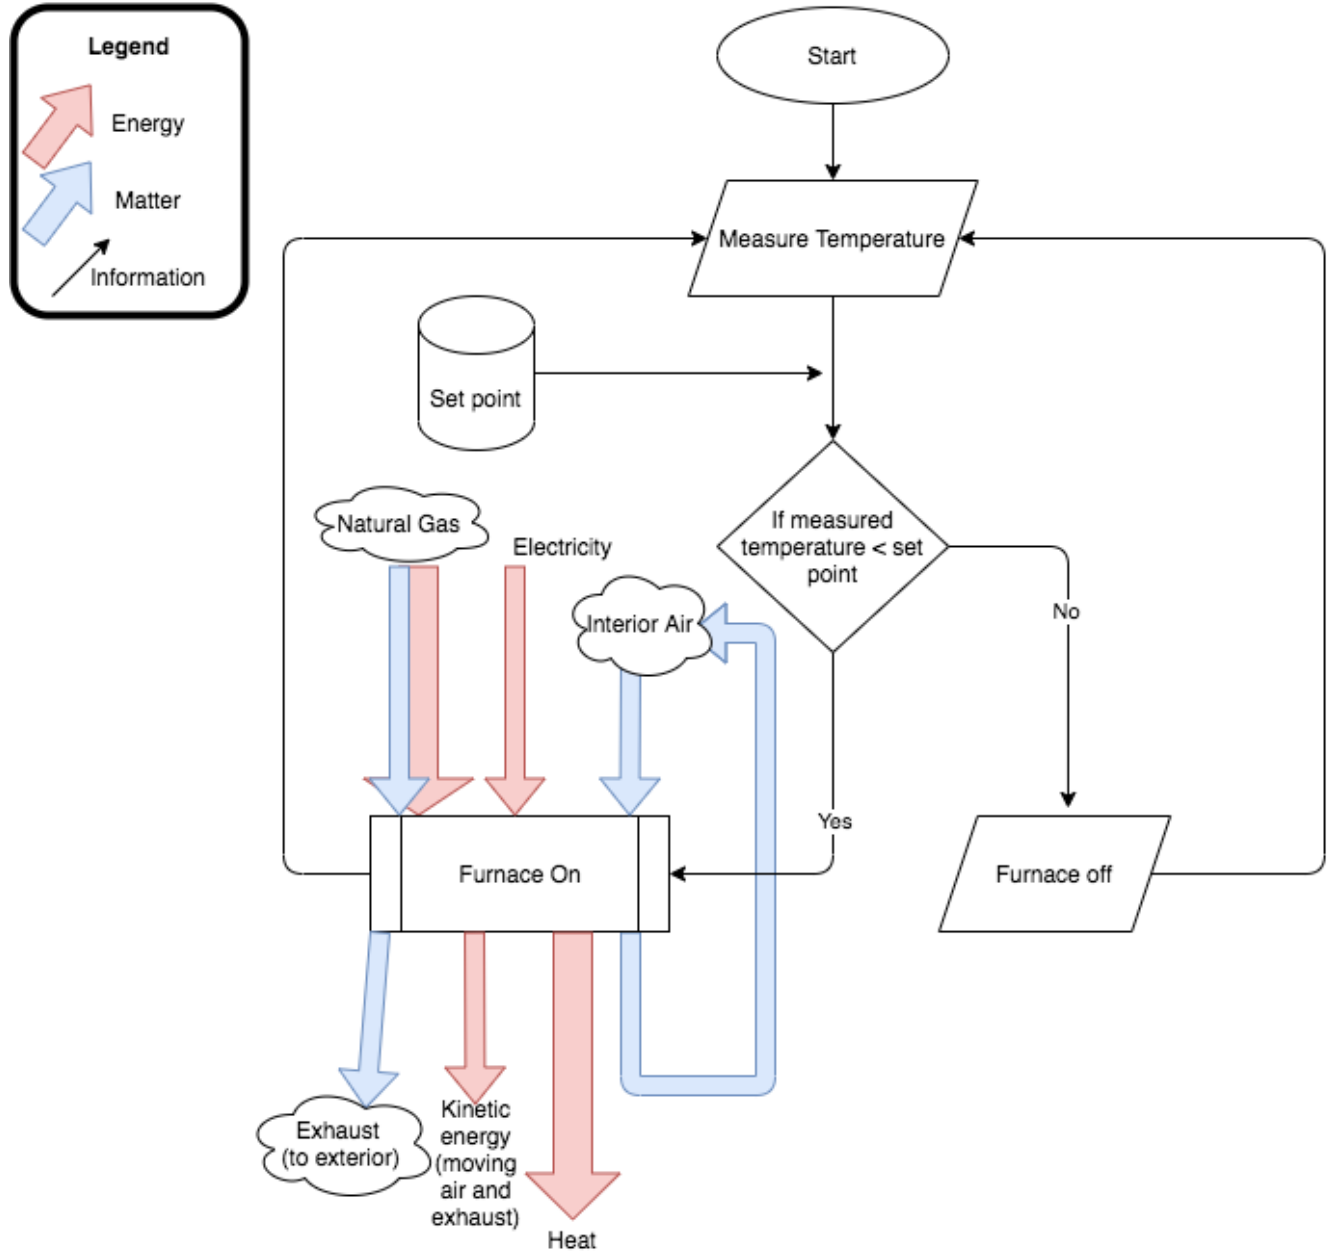 Legend
Energy
Matter
Information
Start
Measure Temperature
Set point
If measured
temperature < set
point
Natural Gas
Electricity
Interior Air
No
Yes
Furnace On
Furnace off
Exhaust
(to exterior)
Kinetic
energy
(moving
air and
exhaust)
Heat